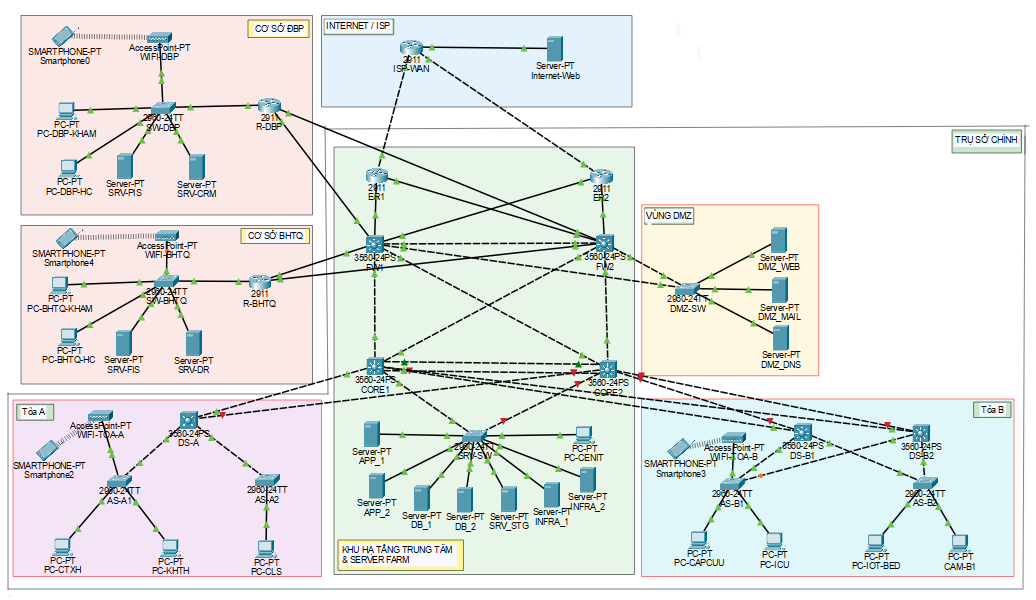 CƠ SỞ ĐBP
SMARTPHONE-PT
Smartphone0
AccessPoint-PT
WIFI-DBP
2960-24TT
SW-DBP
2911
R-DBP
PC-PT
PC-DBP-KHAM
PC-PT
PC-DBP-HC
Server-PT
SRV-PIS
Server-PT
SRV-CRM
INTERNET / ISP
2911
ISP-WAN
Server-PT
Internet-Web
TRỤ SỞ CHÍNH
CƠ SỞ BHTQ
SMARTPHONE-PT
Smartphone4
AccessPoint-PT
WIFI-BHTQ
2960-24TT
SW-BHTQ
2911
R-BHTQ
PC-PT
PC-BHTQ-KHAM
PC-PT
PC-BHTQ-HC
Server-PT
SRV-FIS
Server-PT
SRV-DR
2911
ER1
2911
ER2
3560-24PS
FW1
3560-24PS
FW2
3560-24PS
CORE1
3560-24PS
CORE2
VÙNG DMZ
2960-24TT
DMZ-SW
Server-PT
DMZ_WEB
Server-PT
DMZ_MAIL
Server-PT
DMZ_DNS
Tòa A
AccessPoint-PT
WIFI-TOA-A
SMARTPHONE-PT
Smartphone2
3560-24PS
DS-A
2960-24TT
AS-A1
2960-24TT
AS-A2
PC-PT
PC-CTXH
PC-PT
PC-KHTH
PC-PT
PC-CLS
2960-24TT
SRV-SW
Server-PT
APP_1
PC-PT
PC-CENIT
Server-PT
APP_2
Server-PT
DB_1
Server-PT
DB_2
Server-PT
SRV_STG
Server-PT
INFRA_1
Server-PT
INFRA_2
KHU HẠ TẦNG TRUNG TÂM
& SERVER FARM
Tòa B
AccessPoint-PT
WIFI-TOA-B
SMARTPHONE-PT
Smartphone3
3560-24PS
DS-B1
3560-24PS
DS-B2
2960-24TT
AS-B1
2960-24TT
AS-B2
PC-PT
PC-CAPCUU
PC-PT
PC-ICU
PC-PT
PC-IOT-BED
PC-PT
CAM-B1